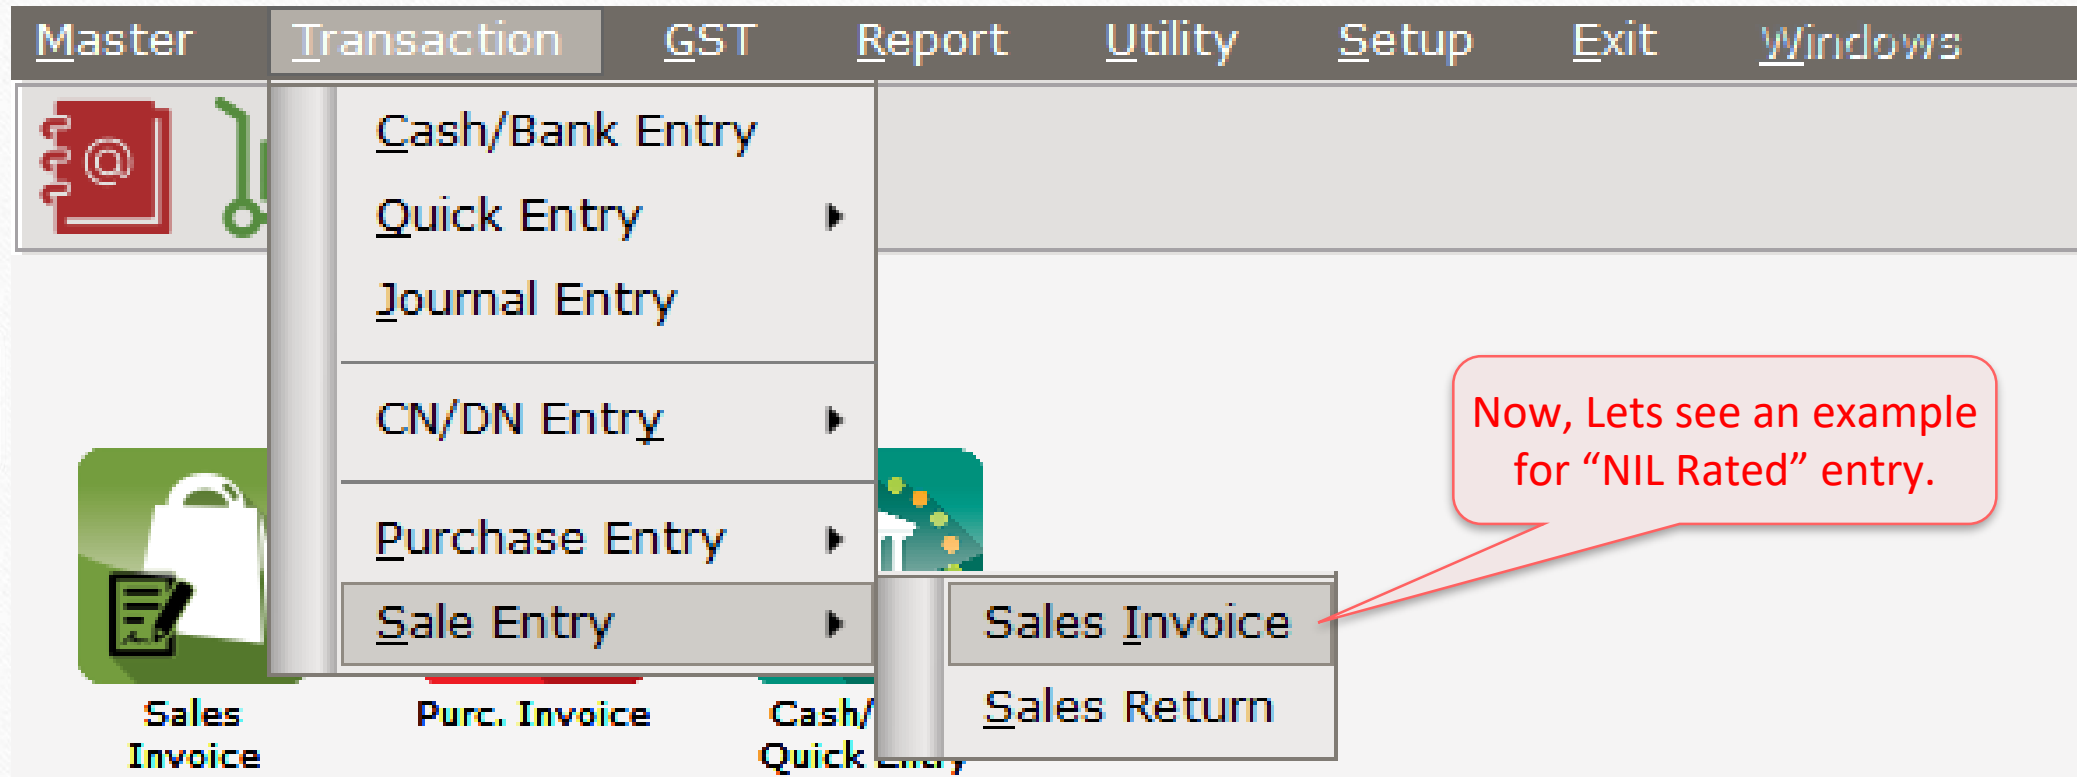 Master Transaction GST Report Utility Setup Exit Windows
@
Cash/Bank Entry
Quick Entry
Journal Entry
CN/DN Entry
Purchase Entry
Sale Entry
Sales Invoice
Sales Return
Now, Lets see an example
for “NIL Rated” entry.
Sales
Invoice
Purc. Invoice
Cash/
Quick Entry